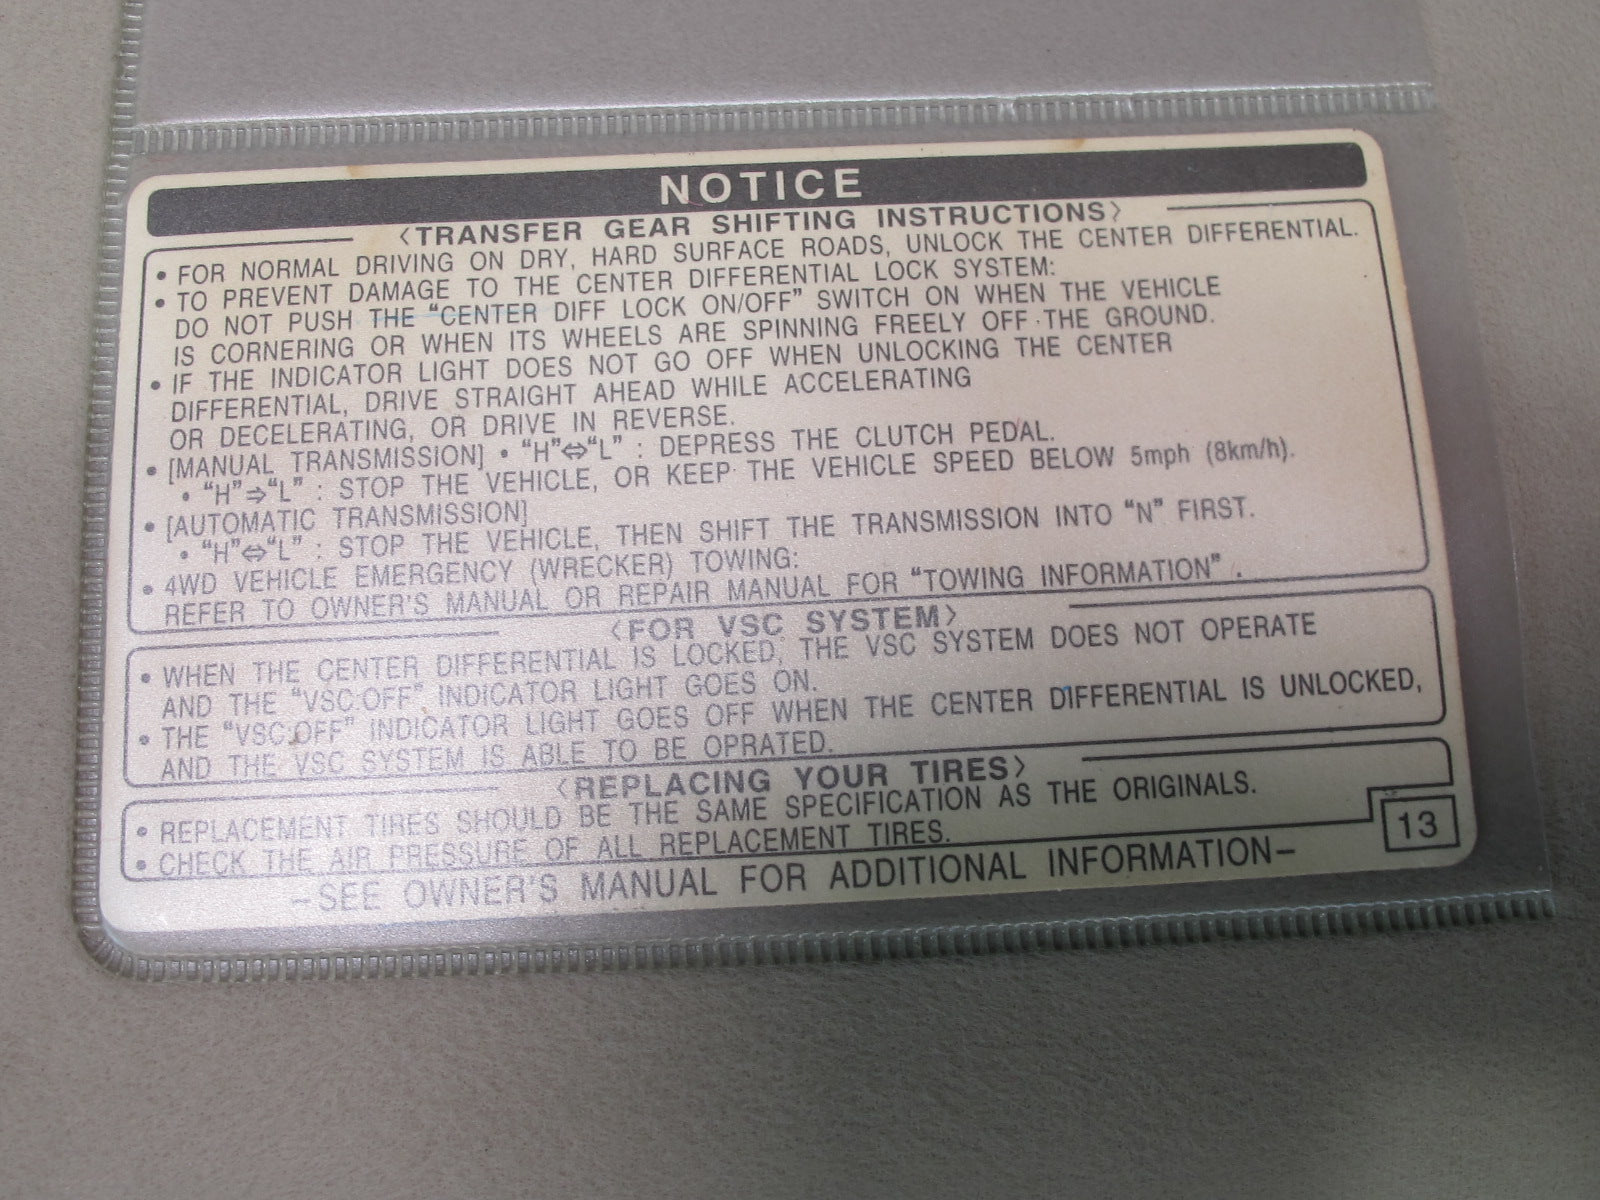 NOTICE
<TRANSFER GEAR SHIFTING INSTRUCTIONS>
• FOR NORMAL DRIVING ON DRY, HARD SURFACE ROADS, UNLOCK THE CENTER DIFFERENTIAL.
• TO PREVENT DAMAGE TO THE CENTER DIFFERENTIAL LOCK SYSTEM:
DO NOT PUSH THE “CENTER DIFF LOCK ON/OFF” SWITCH ON WHEN THE VEHICLE
IS CORNERING OR WHEN ITS WHEELS ARE SPINNING FREELY OFF THE GROUND.
• IF THE INDICATOR LIGHT DOES NOT GO OFF WHEN UNLOCKING THE CENTER
DIFFERENTIAL, DRIVE STRAIGHT AHEAD WHILE ACCELERATING
OR DECELERATING, OR DRIVE IN REVERSE.
• [MANUAL TRANSMISSION] • “H”⇔“L” : DEPRESS THE CLUTCH PEDAL.
• “H”⇒“L” : STOP THE VEHICLE, OR KEEP THE VEHICLE SPEED BELOW 5mph (8km/h).
• [AUTOMATIC TRANSMISSION]
• “H”⇔“L” : STOP THE VEHICLE, THEN SHIFT THE TRANSMISSION INTO “N” FIRST.
• 4WD VEHICLE EMERGENCY (WRECKER) TOWING:
REFER TO OWNER'S MANUAL OR REPAIR MANUAL FOR “TOWING INFORMATION”.
<FOR VSC SYSTEM>
• WHEN THE CENTER DIFFERENTIAL IS LOCKED, THE VSC SYSTEM DOES NOT OPERATE
AND THE “VSC OFF” INDICATOR LIGHT GOES ON.
• THE “VSC OFF” INDICATOR LIGHT GOES OFF WHEN THE CENTER DIFFERENTIAL IS UNLOCKED,
AND THE VSC SYSTEM IS ABLE TO BE OPRATED.
<REPLACING YOUR TIRES>
• REPLACEMENT TIRES SHOULD BE THE SAME SPECIFICATION AS THE ORIGINALS.
• CHECK THE AIR PRESSURE OF ALL REPLACEMENT TIRES.
13
–SEE OWNER'S MANUAL FOR ADDITIONAL INFORMATION–